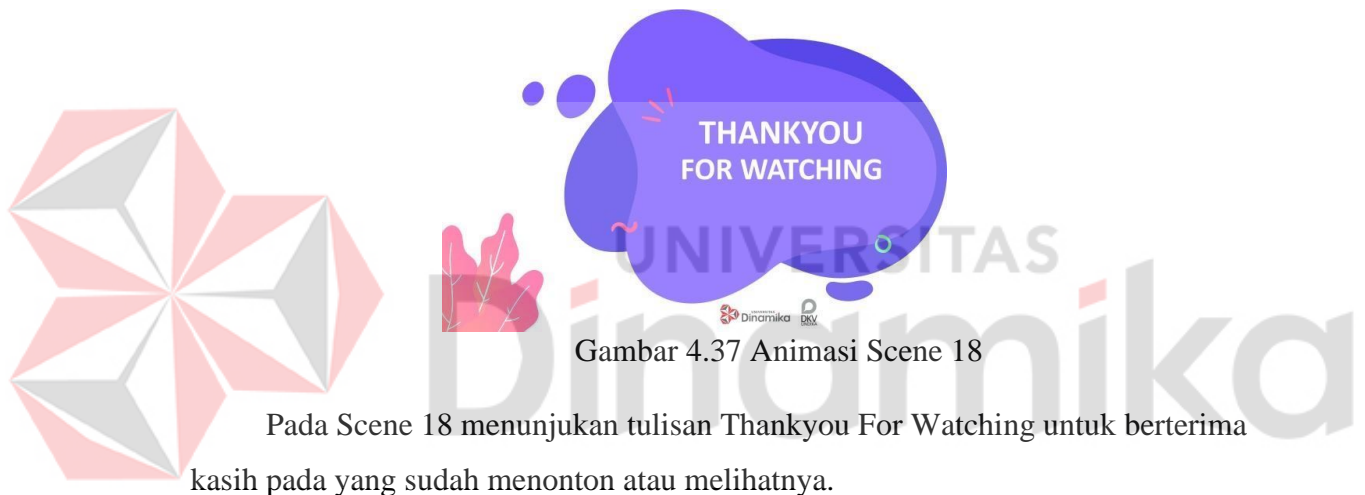 THANKYOU
FOR WATCHING
UNIVERSITAS
Dinamika
Dinamika DKV
Gambar 4.37 Animasi Scene 18
Pada Scene 18 menunjukan tulisan Thankyou For Watching untuk berterima
kasih pada yang sudah menonton atau melihatnya.